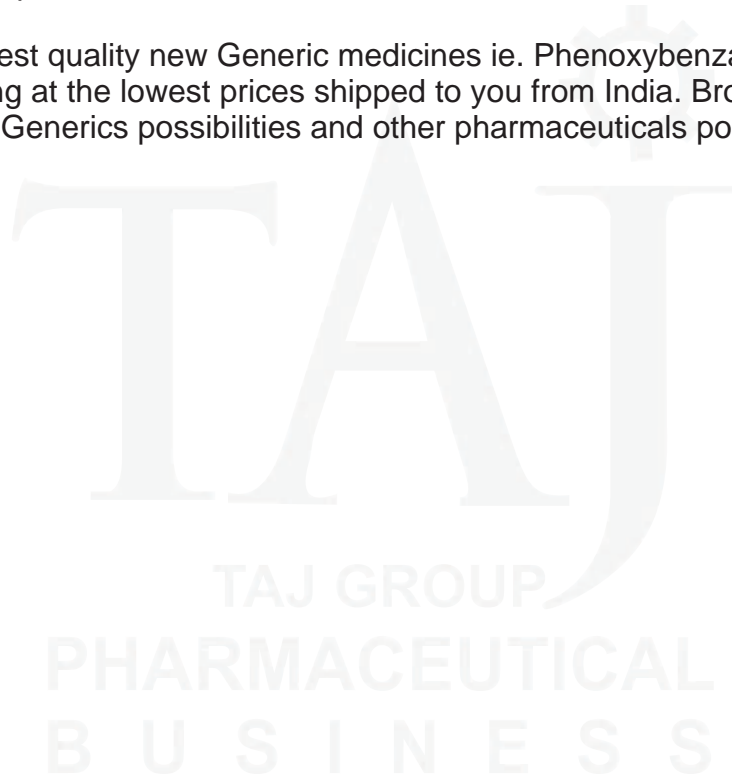 est quality new Generic medicines ie. Phenoxybenza
g at the lowest prices shipped to you from India. Bro
Generics possibilities and other pharmaceuticals po
TAJ
TAJ GROUP
PHARMACEUTICAL
BUSINESS